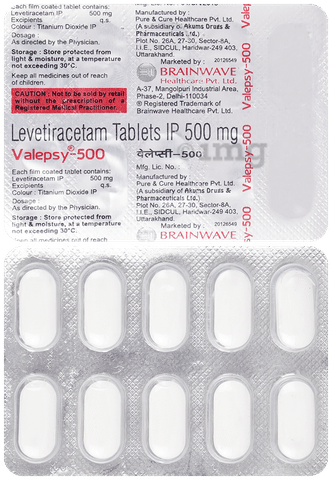 Each film coated tablet contains:
Levetiracetam IP 500 mg
Excipients q.s.
Colour : Titanium Dioxide IP
Dosage :
As directed by the Physician.
Storage : Store protected from
light & moisture, at a temperature
not exceeding 30°C.
Keep all medicines out of reach
of children.
CAUTION : Not to be sold by retail
without the prescription of a
Registered Medical Practitioner.
Manufactured by
Pure & Cure Healthcare Pvt. Ltd.
(A subsidiary of Akums Drugs &
Pharmaceuticals Ltd.)
Plot No. 26A, 27-30, Sector-8A,
I.I.E., SIDCUL, Haridwar-249 403,
Uttarakhand.
Marketed by : 20126549
BRAINWAVE
Healthcare Pvt. Ltd.
A-37, Mangolpuri Industrial Area,
Phase-2, Delhi-110034
® Registered Trademark of
Brainwave Healthcare Pvt. Ltd.
Valepsy
Levetiracetam Tablets IP 500 mg
Valepsy®-500
वेलेप्सी-500
Each film coated tablet contains:
Levetiracetam IP 500 mg
Excipients q.s.
Colour : Titanium Dioxide IP
Dosage :
As directed by the Physician.
Storage : Store protected from
light & moisture, at a temperature
not exceeding 30°C.
Keep all medicines out of reach
Mfg. Lic. No. :
Manufactured by
Pure & Cure Healthcare Pvt. Ltd.
(A subsidiary of Akums Drugs &
Pharmaceuticals Ltd.)
Plot No. 26A, 27-30, Sector-8A,
I.I.E., SIDCUL, Haridwar-249 403,
Uttarakhand.
Marketed by : 20126549
BRAINWAVE
Valepsy-500